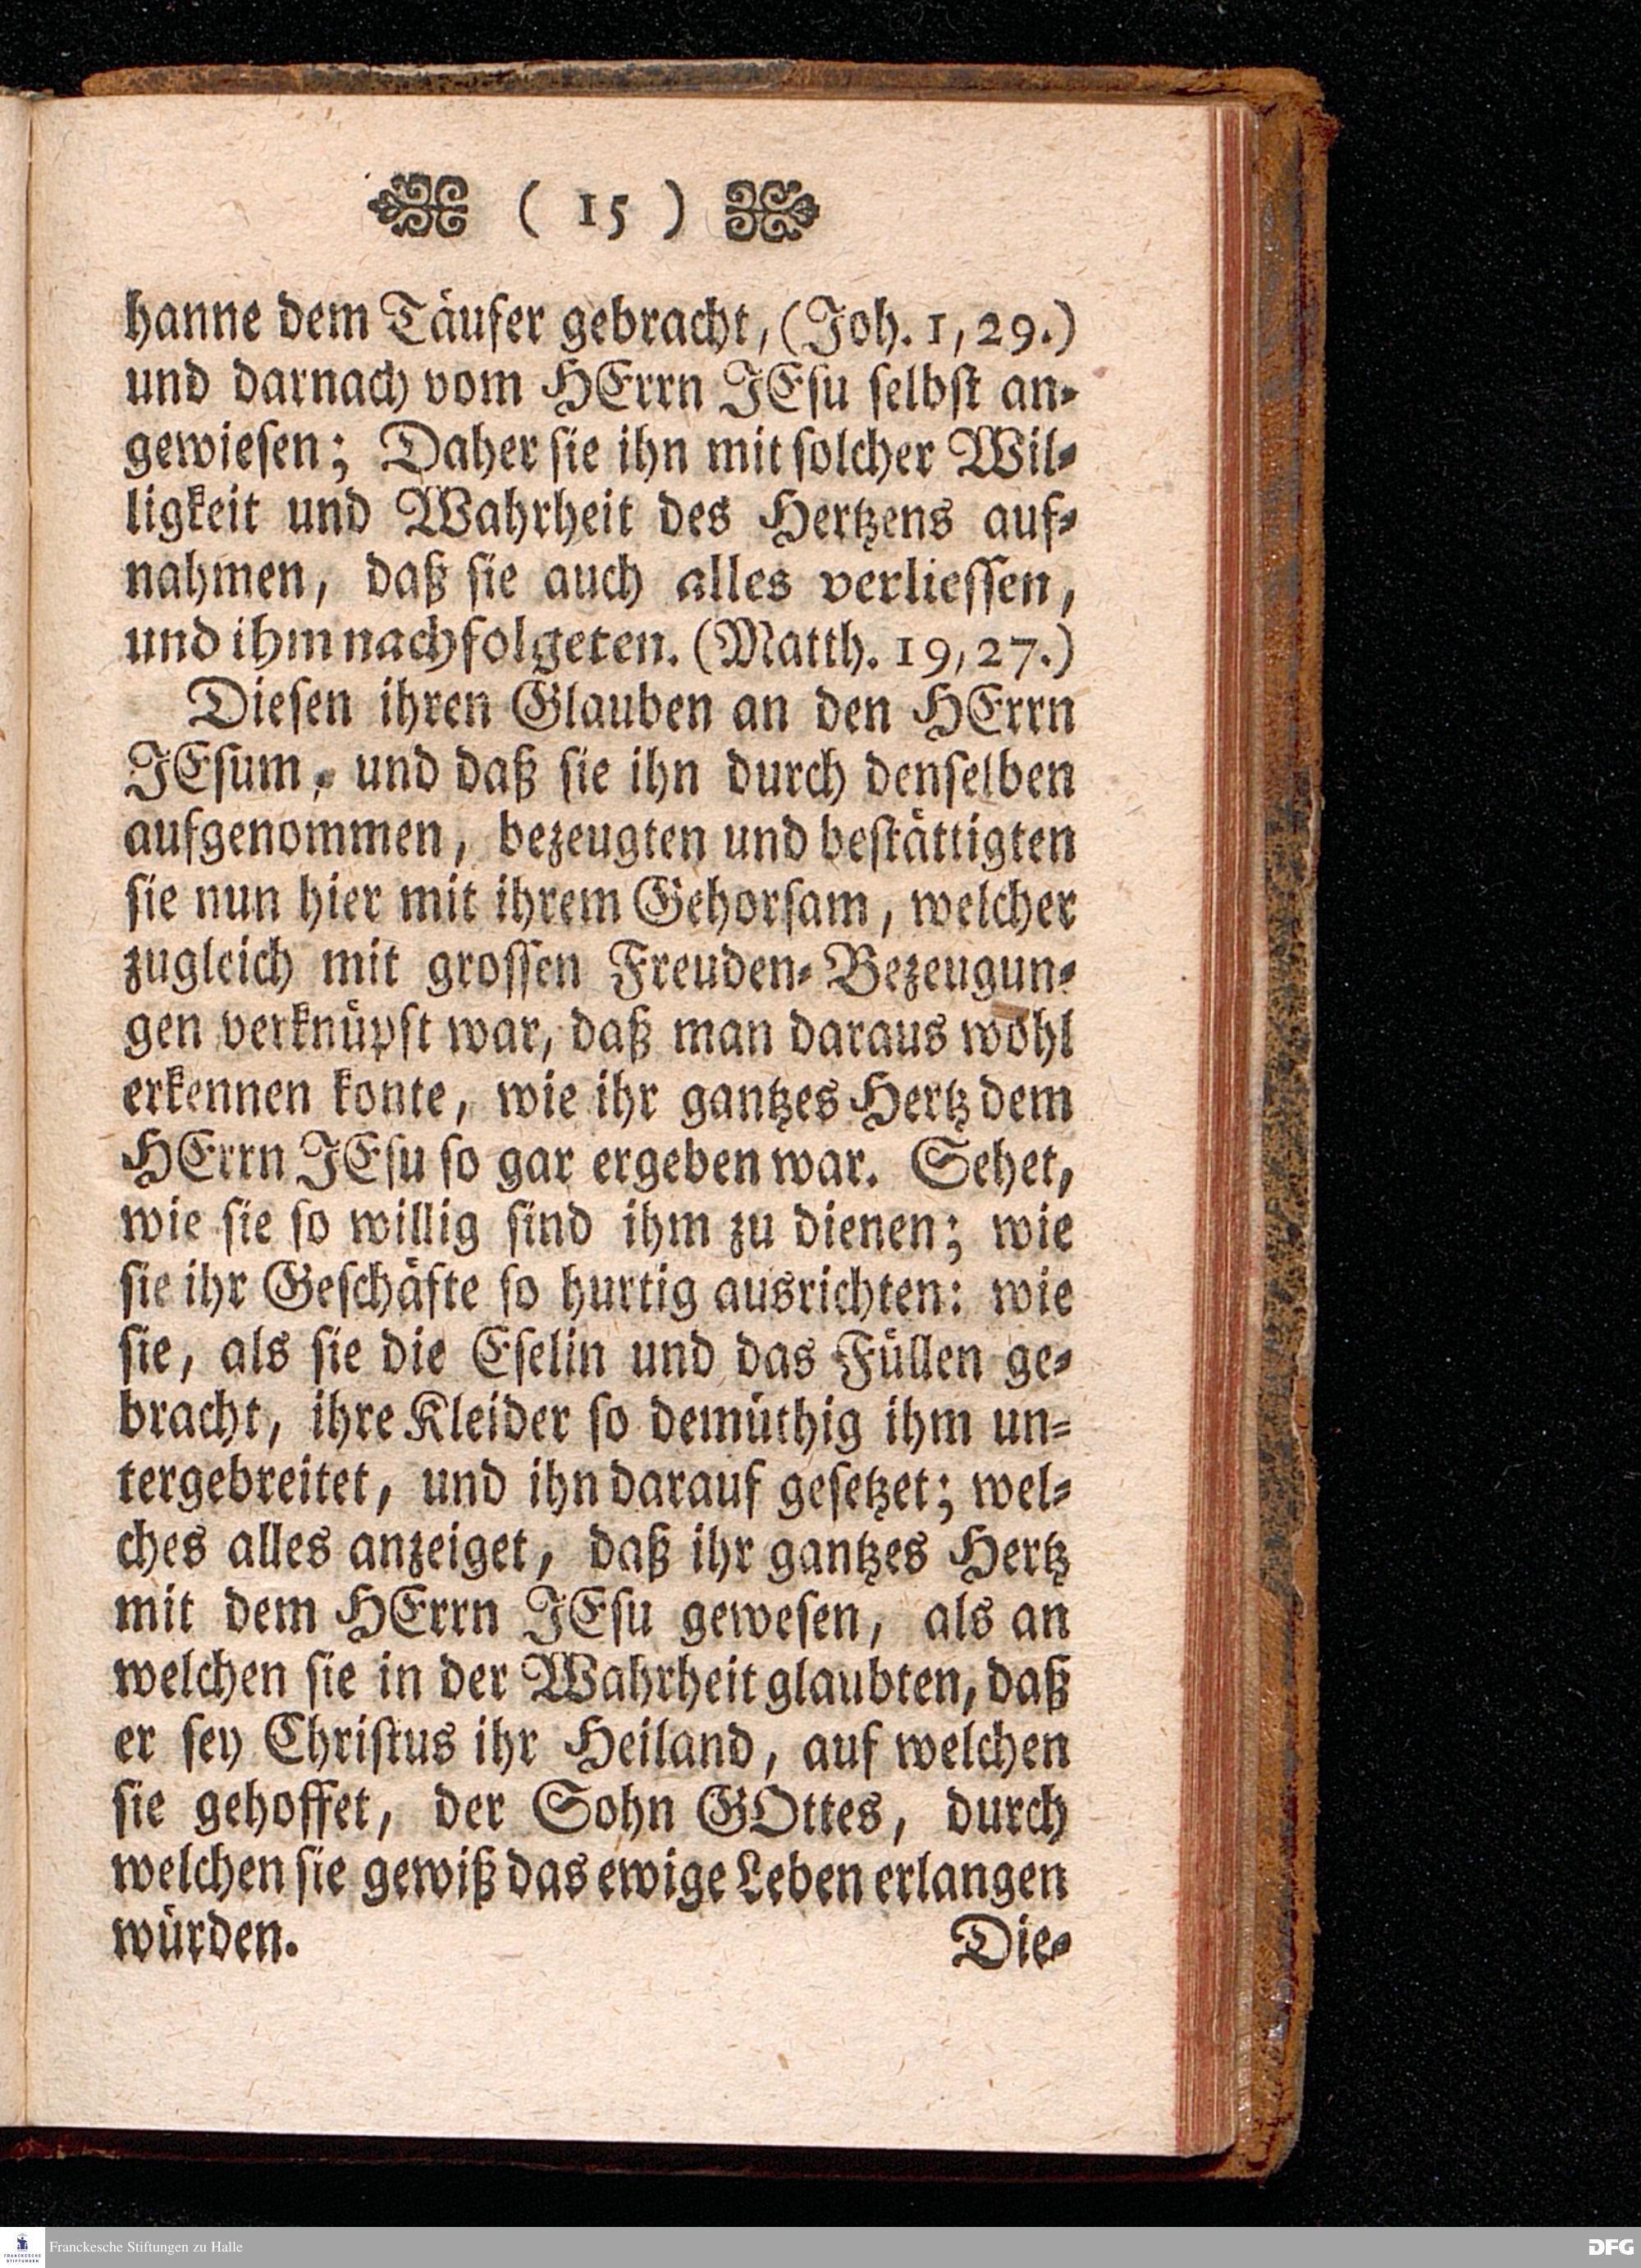 ( 15 )
hanne dem Täufer gebracht, (Joh. 1, 29.)
und darnach vom HErrn JEsu selbst an-
gewiesen; Daher sie ihn mit solcher Wil-
ligkeit und Wahrheit des Hertzens auf-
nahmen, daß sie auch alles verliessen,
und ihm nachfolgeten. (Matth. 19, 27.)
Diesen ihren Glauben an den HErrn
JEsum, und daß sie ihn durch denselben
aufgenommen, bezeugten und bestättigten
sie nun hier mit ihrem Gehorsam, welcher
zugleich mit grossen Freuden-Bezeugun-
gen verknüpft war, daß man daraus wohl
erkennen konte, wie ihr gantzes Hertz dem
HErrn JEsu so gar ergeben war. Sehet,
wie sie so willig sind ihm zu dienen; wie
sie ihr Geschäfte so hurtig ausrichten: wie
sie, als sie die Eselin und das Füllen ge-
bracht, ihre Kleider so demüthig ihm un-
tergebreitet, und ihn darauf gesetzet; wel-
ches alles anzeiget, daß ihr gantzes Hertz
mit dem HErrn JEsu gewesen, als an
welchen sie in der Wahrheit glaubten, daß
er sey Christus ihr Heiland, auf welchen
sie gehoffet, der Sohn GOttes, durch
welchen sie gewiß das ewige Leben erlangen
würden. Die-
FRANCKESCHE
STIFTUNGEN
Franckesche Stiftungen zu Halle
DFG